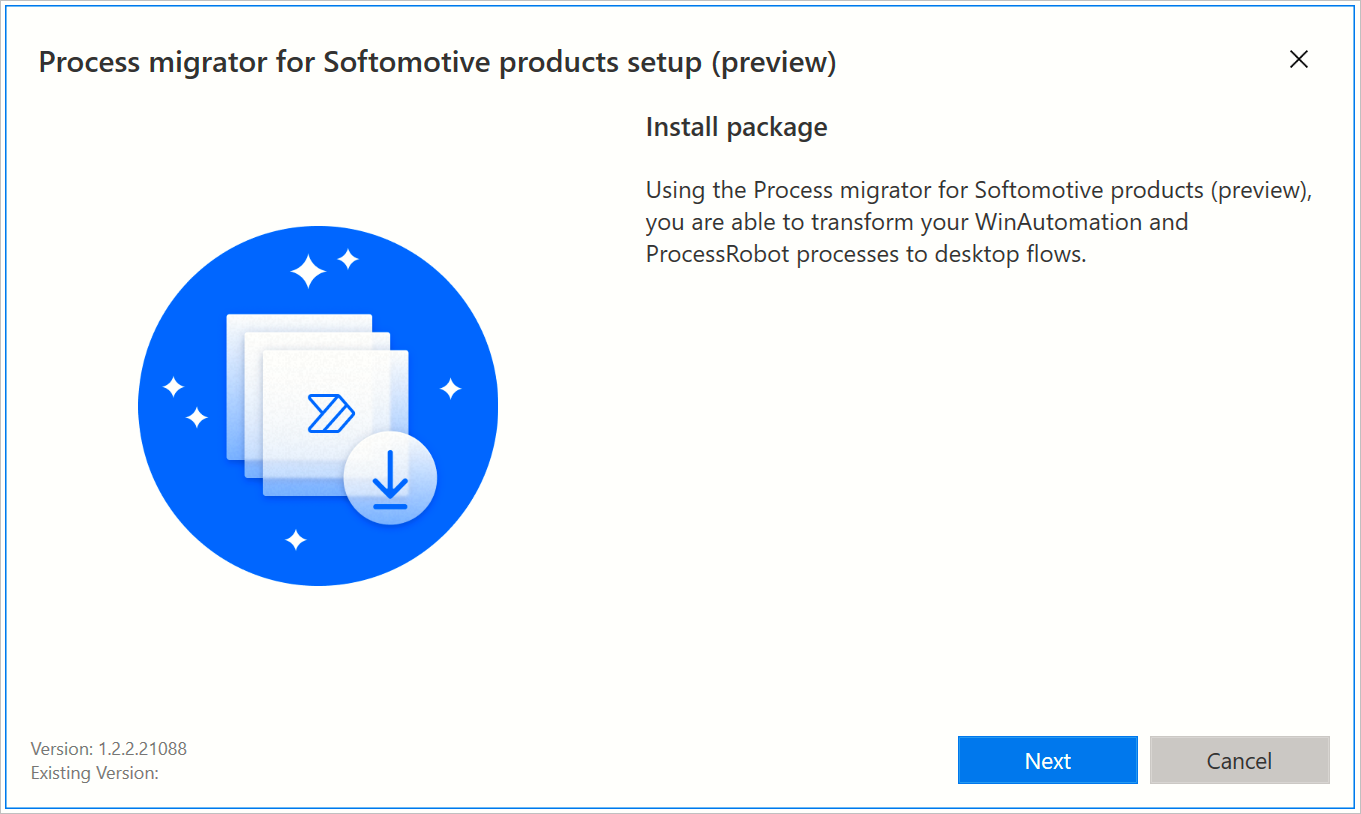 Process migrator for Softomotive products setup (preview)
Install package
Using the Process migrator for Softomotive products (preview),
you are able to transform your WinAutomation and
ProcessRobot processes to desktop flows.
Version: 1.2.2.21088
Existing Version:
Next
Cancel